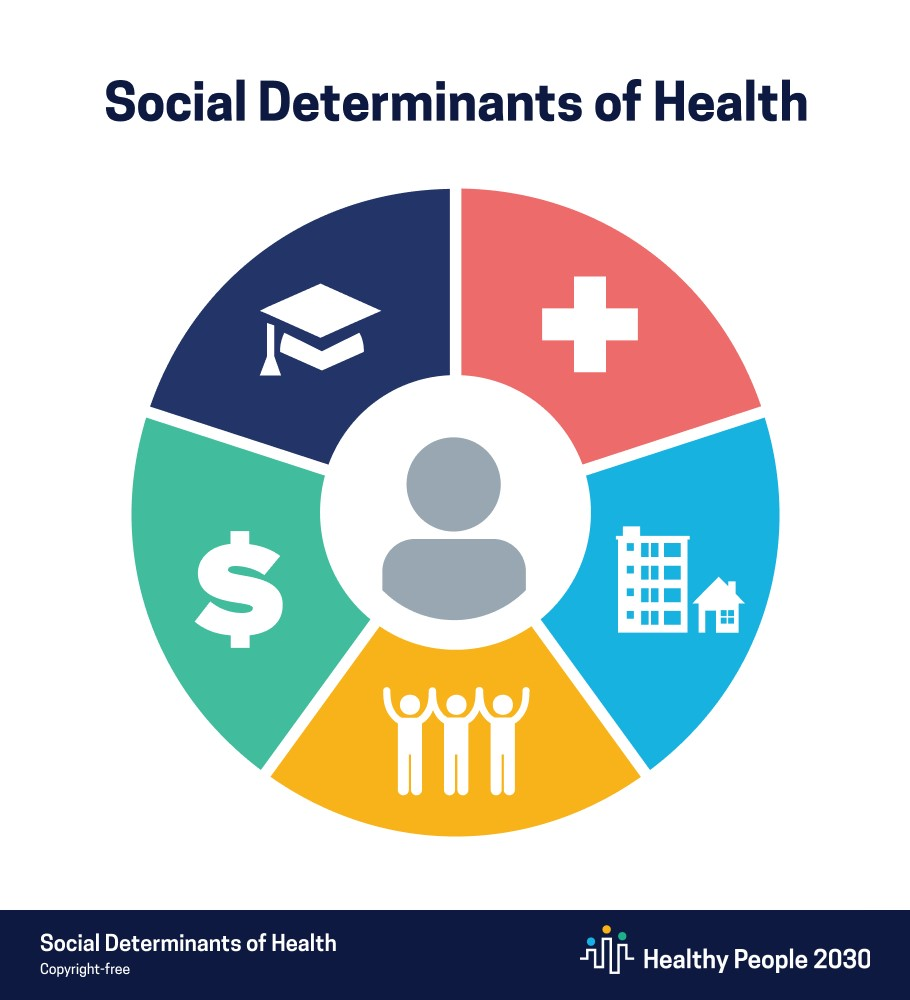 Social Determinants of Health
$
Social Determinants of Health
Copyright-free
Healthy People 2030